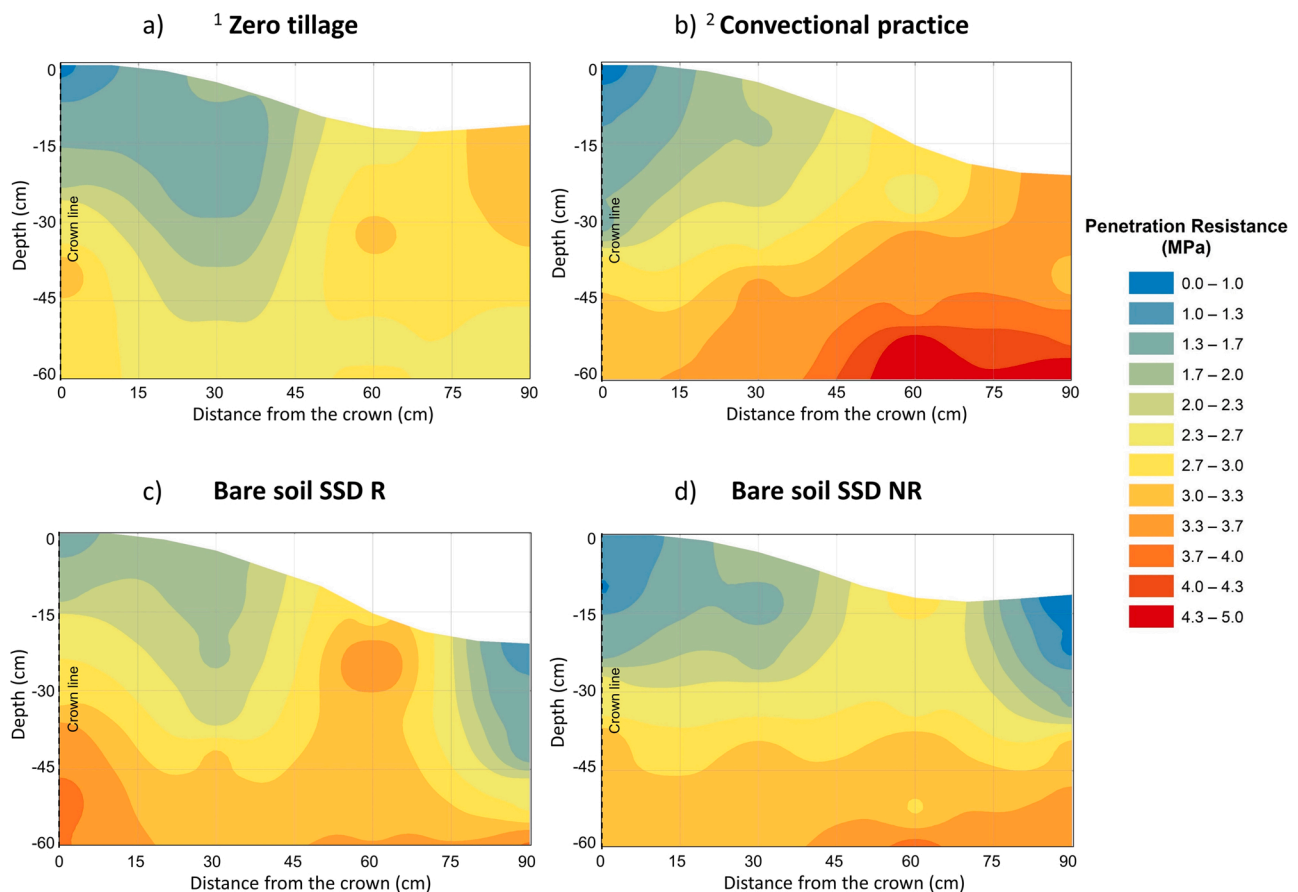 a) ¹ Zero tillage
0
-15
-30
-45
-60
Depth (cm)
Crown line
0 15 30 45 60 75 90
Distance from the crown (cm)
b) ² Convectional practice
0
-15
-30
-45
-60
Depth (cm)
Crown line
0 15 30 45 60 75 90
Distance from the crown (cm)
Penetration Resistance
(MPa)
0.0 – 1.0
1.0 – 1.3
1.3 – 1.7
1.7 – 2.0
2.0 – 2.3
2.3 – 2.7
2.7 – 3.0
3.0 – 3.3
3.3 – 3.7
3.7 – 4.0
4.0 – 4.3
4.3 – 5.0
c) Bare soil SSD R
0
-15
-30
-45
-60
Depth (cm)
Crown line
0 15 30 45 60 75 90
Distance from the crown (cm)
d) Bare soil SSD NR
0
-15
-30
-45
-60
Depth (cm)
Crown line
0 15 30 45 60 75 90
Distance from the crown (cm)